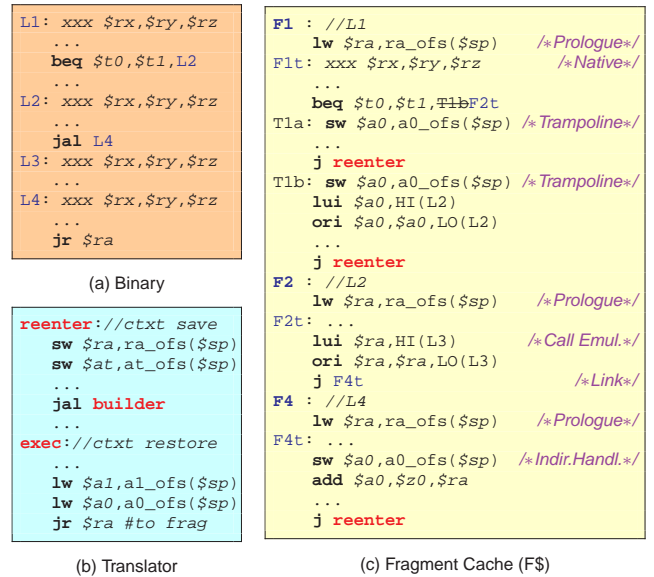 L1: xxx $rx,$ry,$rz
...
beq $t0,$t1,L2
...
L2: xxx $rx,$ry,$rz
...
jal L4
L3: xxx $rx,$ry,$rz
...
L4: xxx $rx,$ry,$rz
...
jr $ra
(a) Binary
reenter://ctxt save
sw $ra,ra_ofs($sp)
sw $at,at_ofs($sp)
...
jal builder
...
exec://ctxt restore
...
lw $a1,a1_ofs($sp)
lw $a0,a0_ofs($sp)
jr $ra #to frag
(b) Translator
F1 : //L1
lw $ra,ra_ofs($sp) /*Prologue*/
F1t: xxx $rx,$ry,$rz /*Native*/
...
beq $t0,$t1,T1bF2t
T1a: sw $a0,a0_ofs($sp) /*Trampoline*/
...
j reenter
T1b: sw $a0,a0_ofs($sp) /*Trampoline*/
lui $a0,HI(L2)
ori $a0,$a0,LO(L2)
...
j reenter
F2 : //L2
lw $ra,ra_ofs($sp) /*Prologue*/
F2t: ...
lui $ra,HI(L3) /*Call Emul.*/
ori $ra,$ra,LO(L3)
j F4t /*Link*/
F4 : //L4
lw $ra,ra_ofs($sp) /*Prologue*/
F4t: ...
sw $a0,a0_ofs($sp) /*Indir.Handl.*/
add $a0,$z0,$ra
...
j reenter
(c) Fragment Cache (F$)